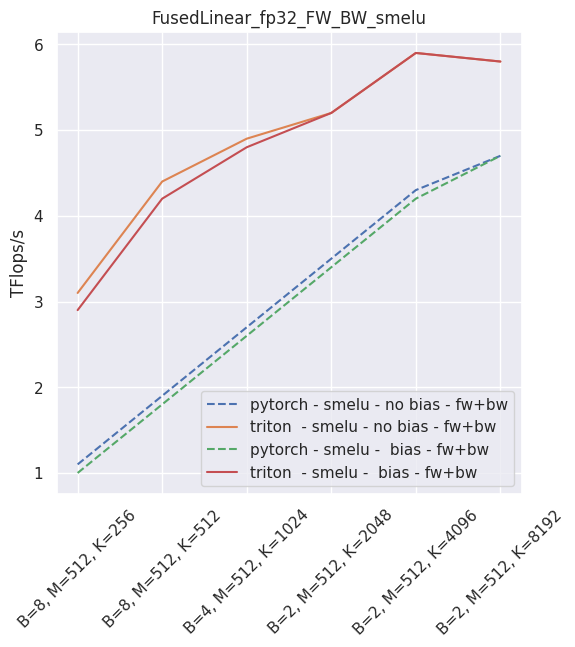 FusedLinear_fp32_FW_BW_smelu
TFlops/s
6
5
4
3
2
1
pytorch - smelu - no bias - fw+bw
triton  - smelu - no bias - fw+bw
pytorch - smelu -  bias - fw+bw
triton  - smelu -  bias - fw+bw
B=8, M=512, K=256
B=8, M=512, K=512
B=4, M=512, K=1024
B=2, M=512, K=2048
B=2, M=512, K=4096
B=2, M=512, K=8192